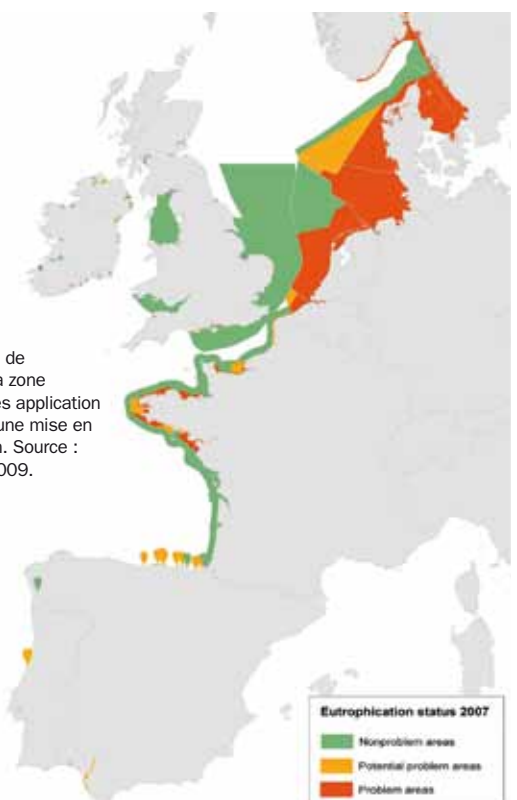 de
a zone
es application
une mise en
n. Source :
009.
Eutrophication status 2007
Nonproblem areas
Potential problem areas
Problem areas